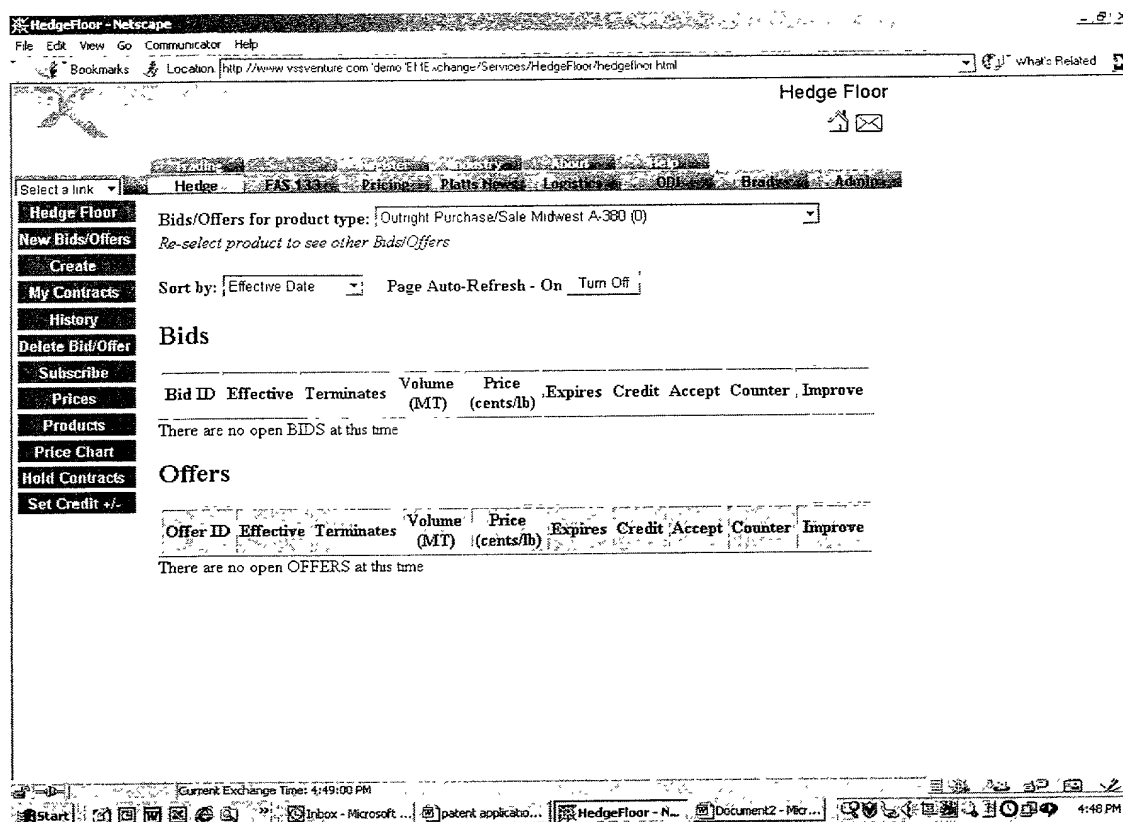 HedgeFloor - Netscape
File Edit View Go Communicator Help
Bookmarks Location http //www vssventure com 'demo 'EMExchange/Services/HedgeFloor/hedgefloor html What's Related
Hedge Floor
Trading Industry About Help
Select a link Hedge FAS 133 Pricing Platts News Logistics Admin
Hedge Floor
New Bids/Offers
Create
My Contracts
History
Delete Bid/Offer
Subscribe
Prices
Products
Price Chart
Hold Contracts
Set Credit +/-
Bids/Offers for product type: Outright Purchase/Sale Midwest A-380 (0)
Re-select product to see other Bids/Offers
Sort by: Effective Date Page Auto-Refresh - On Turn Off
Bids
Bid ID Effective Terminates Volume (MT) Price (cents/lb) Expires Credit Accept Counter Improve
There are no open BIDS at this time
Offers
Offer ID Effective Terminates Volume (MT) Price (cents/lb) Expires Credit Accept Counter Improve
There are no open OFFERS at this time
Current Exchange Time: 4:49:00 PM
Start Inbox - Microsoft ... patent applicatio... HedgeFloor - N... Document2 - Micr... 4:48 PM